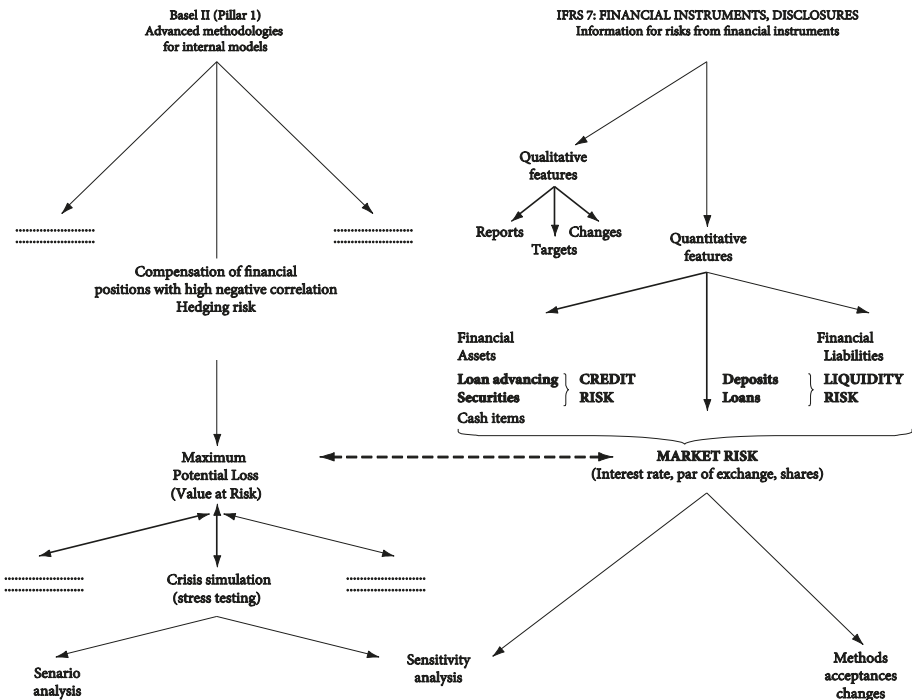 Basel II (Pillar 1)
Advanced methodologies
for internal models
IFRS 7: FINANCIAL INSTRUMENTS, DISCLOSURES
Information for risks from financial instruments
Qualitative
features
Reports
Changes
Targets
Quantitative
features
Compensation of financial
positions with high negative correlation
Hedging risk
Financial
Assets
Loan advancing
Securities
Cash items
CREDIT
RISK
Financial
Liabilities
Deposits
Loans
LIQUIDITY
RISK
Maximum
Potential Loss
(Value at Risk)
MARKET RISK
(Interest rate, par of exchange, shares)
Crisis simulation
(stress testing)
Senario
analysis
Sensitivity
analysis
Methods
acceptances
changes